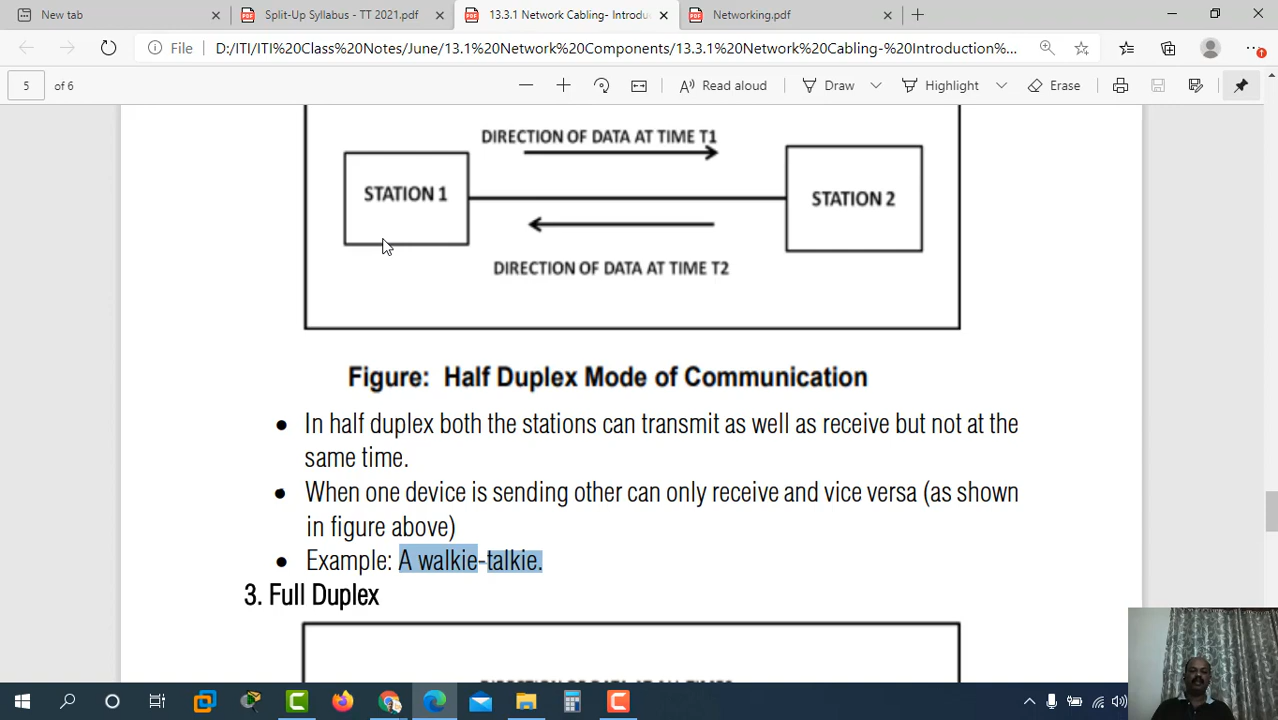 New tab
Split-Up Syllabus - TT 2021.pdf
13.3.1 Network Cabling- Introdu
Networking.pdf
File
D:/ITI/ITI%20Class%20Notes/June/13.1%20Network%20Components/13.3.1%20Network%20Cabling-%20Introduction%...
5 of 6
Read aloud
Draw
Highlight
Erase
DIRECTION OF DATA AT TIME T1
STATION 1
STATION 2
DIRECTION OF DATA AT TIME T2
Figure: Half Duplex Mode of Communication
• In half duplex both the stations can transmit as well as receive but not at the
same time.
• When one device is sending other can only receive and vice versa (as shown
in figure above)
• Example: A walkie-talkie.
3. Full Duplex